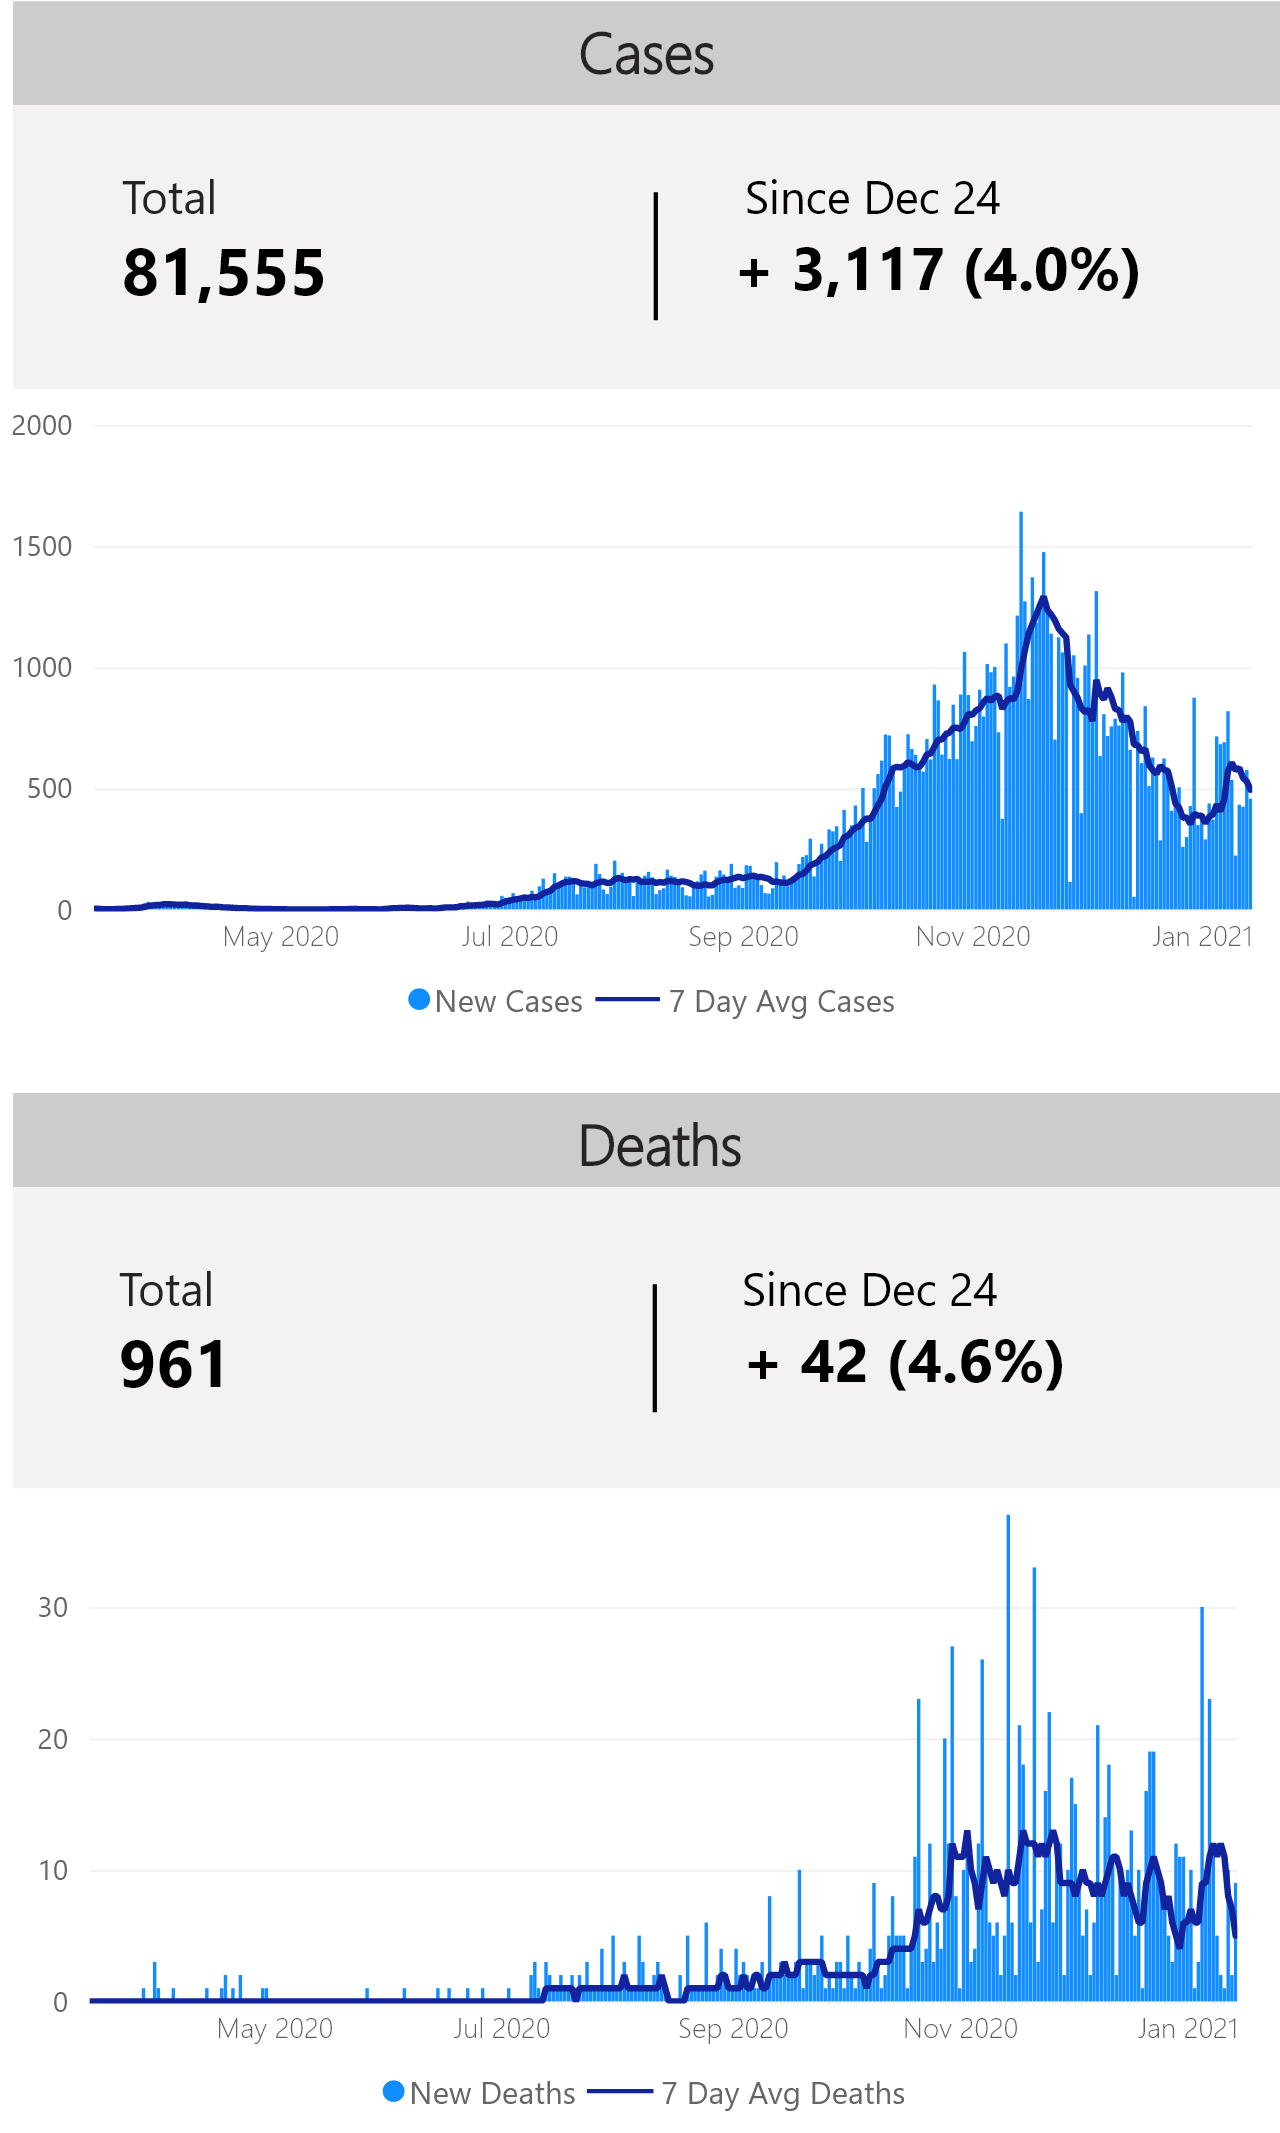 Cases
Total
Since Dec 24
81,555
+ 3,117 (4.0%)
2000
1500
1000
500
0
May 2020 Jul 2020 Sep 2020 Nov 2020 Jan 2021
New Cases 7 Day Avg Cases
Deaths
Total
Since Dec 24
961
+ 42 (4.6%)
30
20
10
0
May 2020 Jul 2020 Sep 2020 Nov 2020 Jan 2021
New Deaths 7 Day Avg Deaths